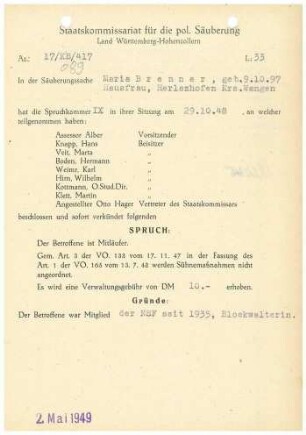 Staatskommissariat für die pol. Säuberung
Land Württemberg-Hohenzollern
Az.: 17/KB/417 L: 33
In der Säuberungssache Maria Brenner, geb.9.10.97
Hausfrau, Herlazhofen Krs.Wangen
hat die Spruchkammer IX in ihrer Sitzung am 29.10.48, an welcher
teilgenommen haben:
Assessor Alber Vorsitzender
Knapp, Hans Beisitzer
Veit, Marta "
Boden, Hermann "
Weimer, Karl "
Him, Wilhelm "
Kottmann, O.Stud.Dir. "
Klett, Martin "
Angestellter Otto Hager Vertreter des Staatskommissars
beschlossen und sofort verkündet folgenden
SPRUCH:
Der Betroffene ist Mitläufer.
Gem. Art. 3 der VO. 133 vom 17. 11. 47 in der Fassung des
Art. 1 der VO. 165 vom 13. 7. 48 werden Sühnemaßnahmen nicht
angeordnet.
Es wird eine Verwaltungsgebühr von DM 10.- erhoben.
Gründe:
Der Betroffene war Mitglied der NSF seit 1935, Blockwalterin.
2. Mai 1949